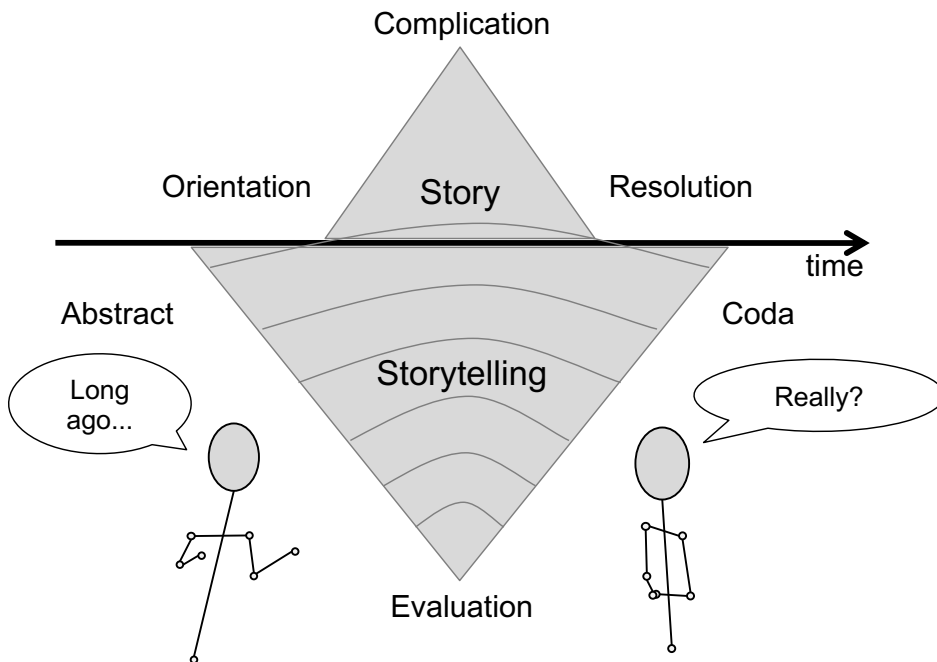 Complication
Orientation
Story
Resolution
time
Abstract
Coda
Storytelling
Long
ago...
Really?
Evaluation